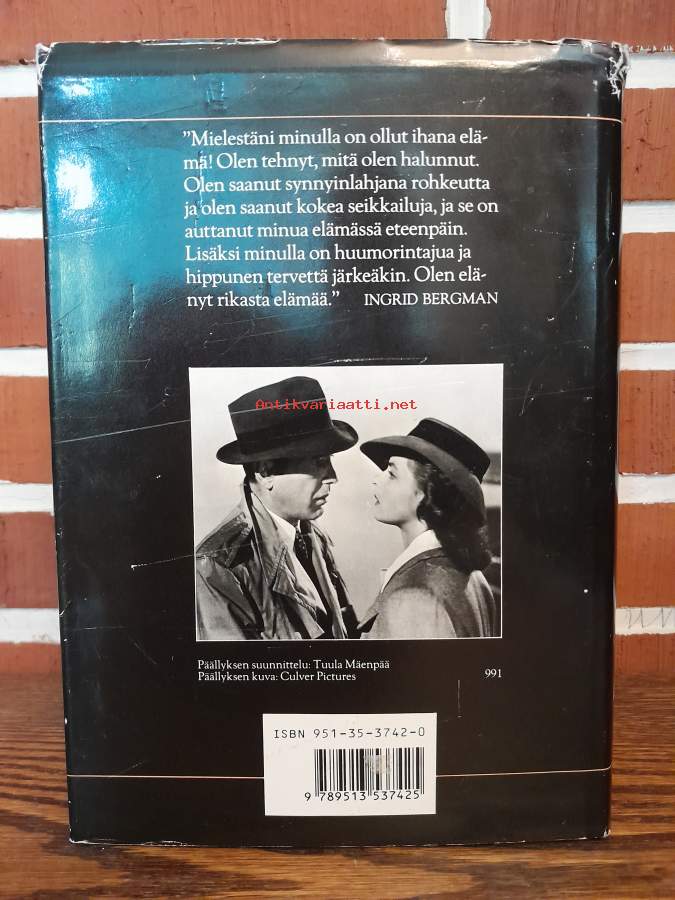 ”Mielestäni minulla on ollut ihana elä-
mä! Olen tehnyt, mitä olen halunnut.
Olen saanut synnyinlahjana rohkeutta
ja olen saanut kokea seikkailuja, ja se on
auttanut minua elämässä eteenpäin.
Lisäksi minulla on huumorintajua ja
hippunen tervettä järkeäkin. Olen elä-
nyt rikasta elämää.” INGRID BERGMAN
Antikvariaatti.net
Päällyksen suunnittelu: Tuula Mäenpää
Päällyksen kuva: Culver Pictures 991
ISBN 951-35-3742-0
9 789513 537425